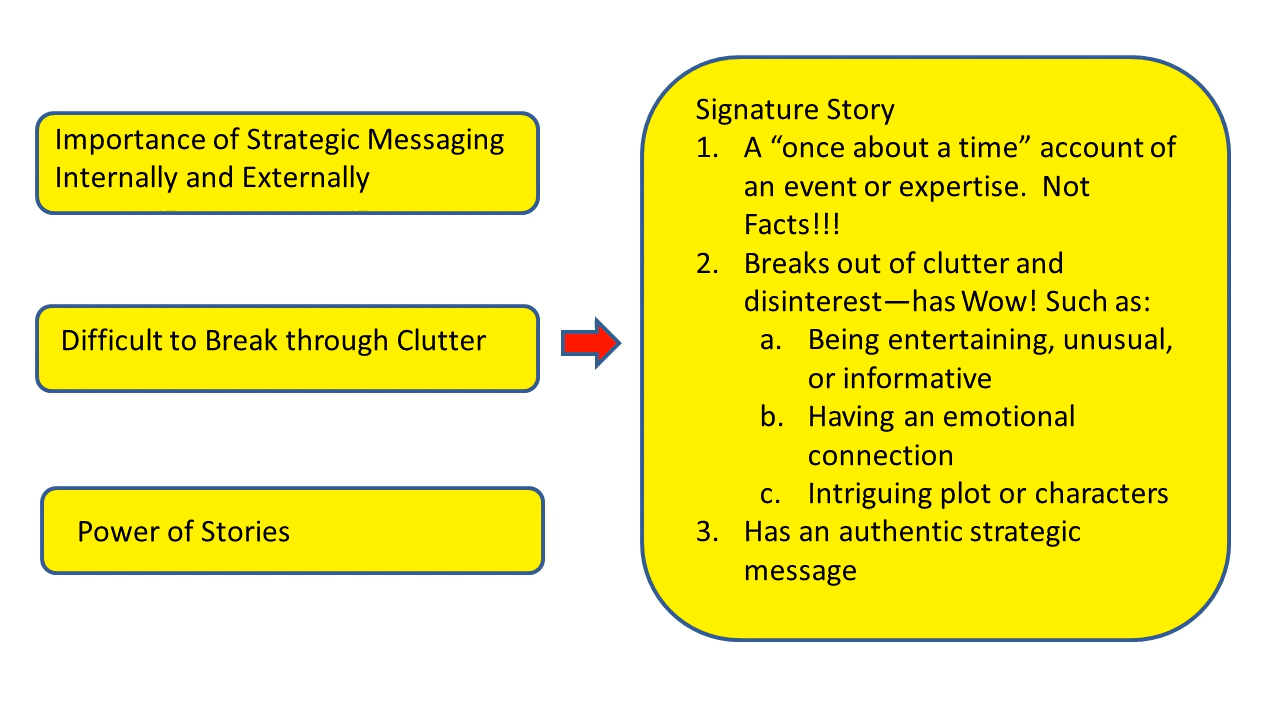 Importance of Strategic Messaging
Internally and Externally
Difficult to Break through Clutter
Power of Stories
Signature Story
1. A “once about a time” account of
an event or expertise.  Not
Facts!!!
2. Breaks out of clutter and
disinterest—has Wow! Such as:
a. Being entertaining, unusual,
or informative
b. Having an emotional
connection
c. Intriguing plot or characters
3. Has an authentic strategic
message